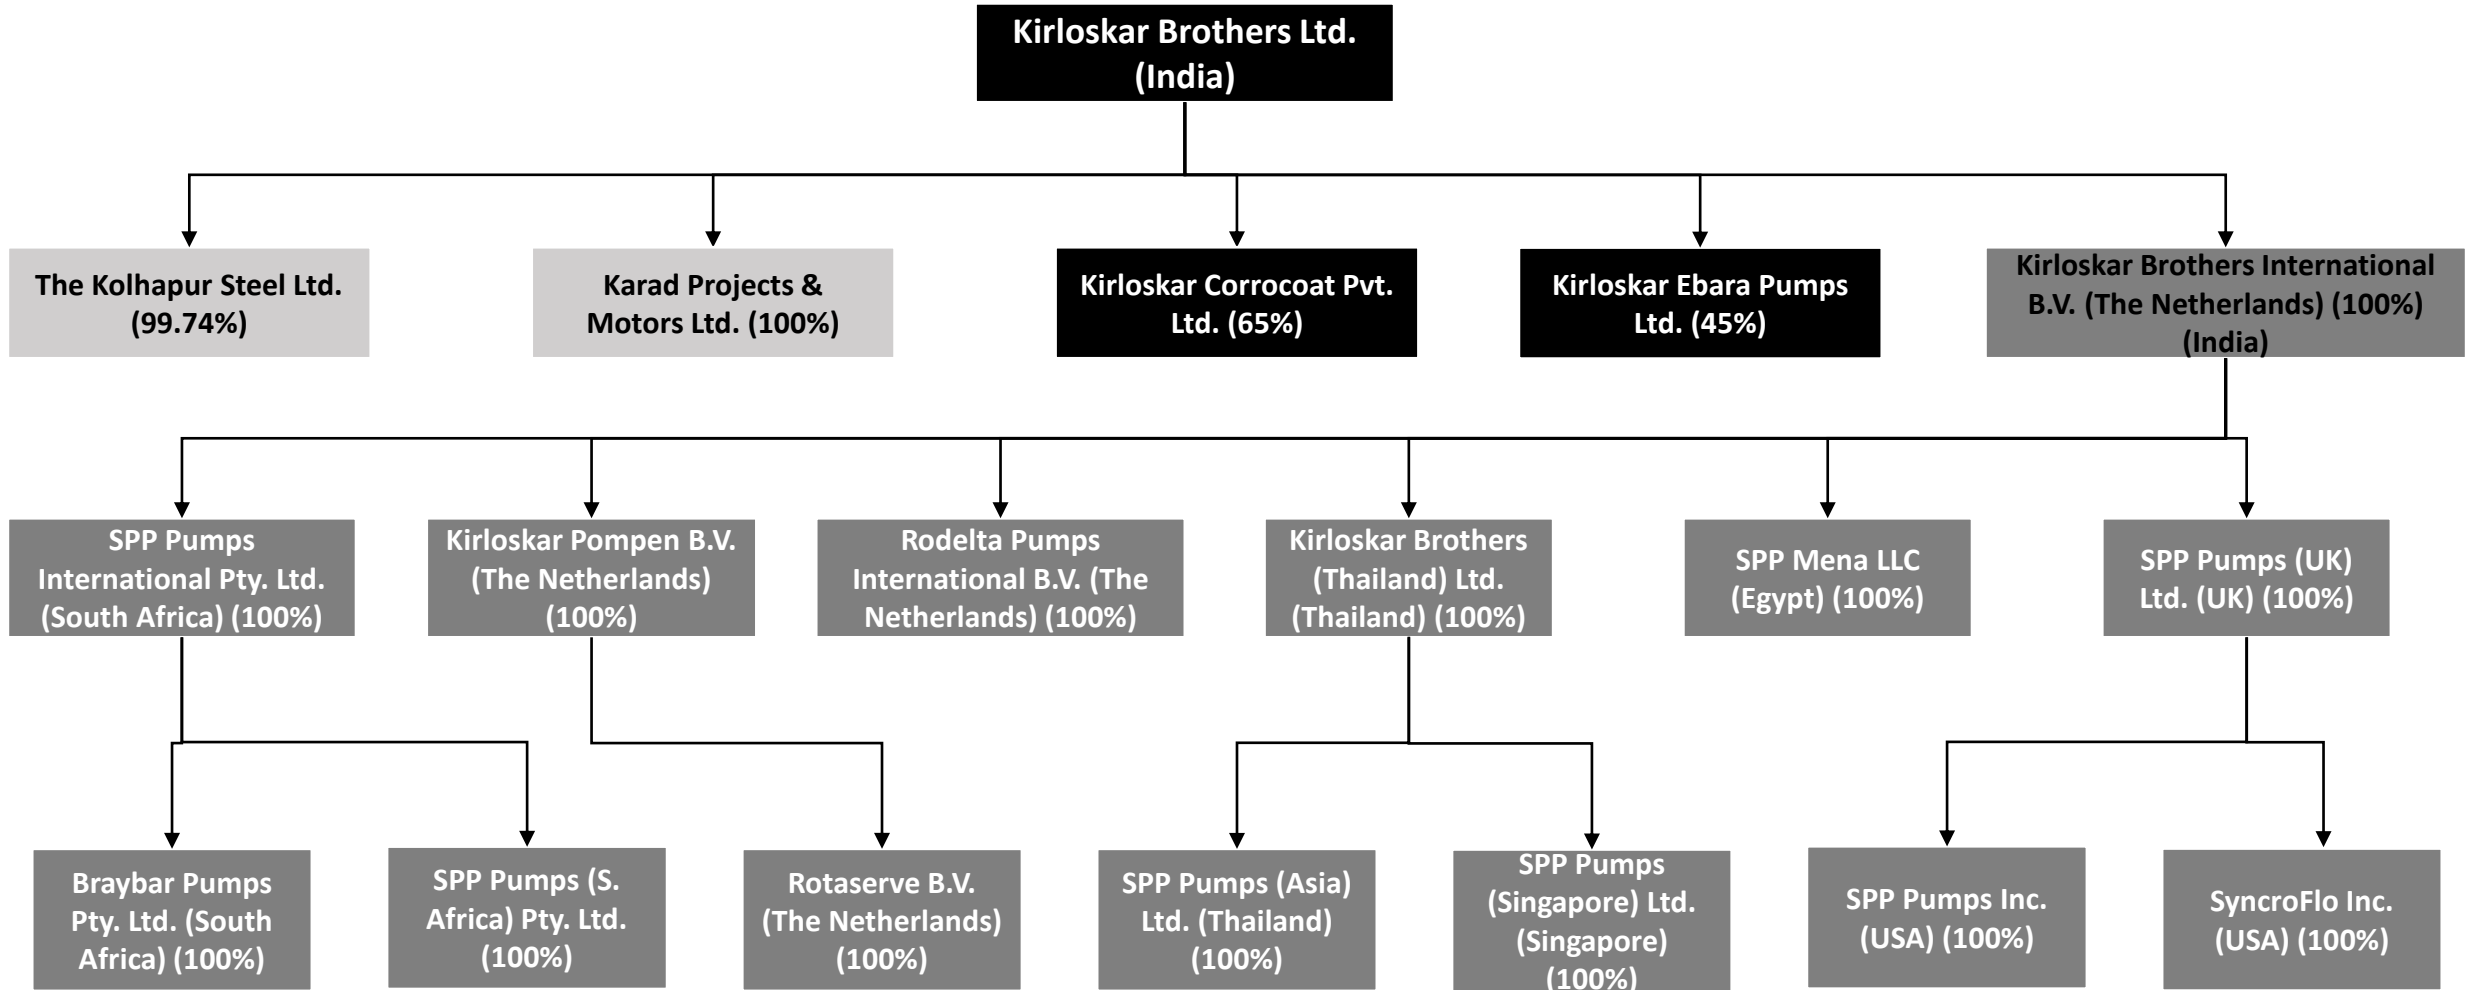 Kirloskar Brothers Ltd.
(India)
The Kolhapur Steel Ltd.
(99.74%)
Karad Projects &
Motors Ltd. (100%)
Kirloskar Corrocoat Pvt.
Ltd. (65%)
Kirloskar Ebara Pumps
Ltd. (45%)
Kirloskar Brothers International
B.V. (The Netherlands) (100%)
(India)
SPP Pumps
International Pty. Ltd.
(South Africa) (100%)
Kirloskar Pompen B.V.
(The Netherlands)
(100%)
Rodelta Pumps
International B.V. (The
Netherlands) (100%)
Kirloskar Brothers
(Thailand) Ltd.
(Thailand) (100%)
SPP Mena LLC
(Egypt) (100%)
SPP Pumps (UK)
Ltd. (UK) (100%)
Braybar Pumps
Pty. Ltd. (South
Africa) (100%)
SPP Pumps (S.
Africa) Pty. Ltd.
(100%)
Rotaserve B.V.
(The Netherlands)
(100%)
SPP Pumps (Asia)
Ltd. (Thailand)
(100%)
SPP Pumps
(Singapore) Ltd.
(Singapore)
(100%)
SPP Pumps Inc.
(USA) (100%)
SyncroFlo Inc.
(USA) (100%)